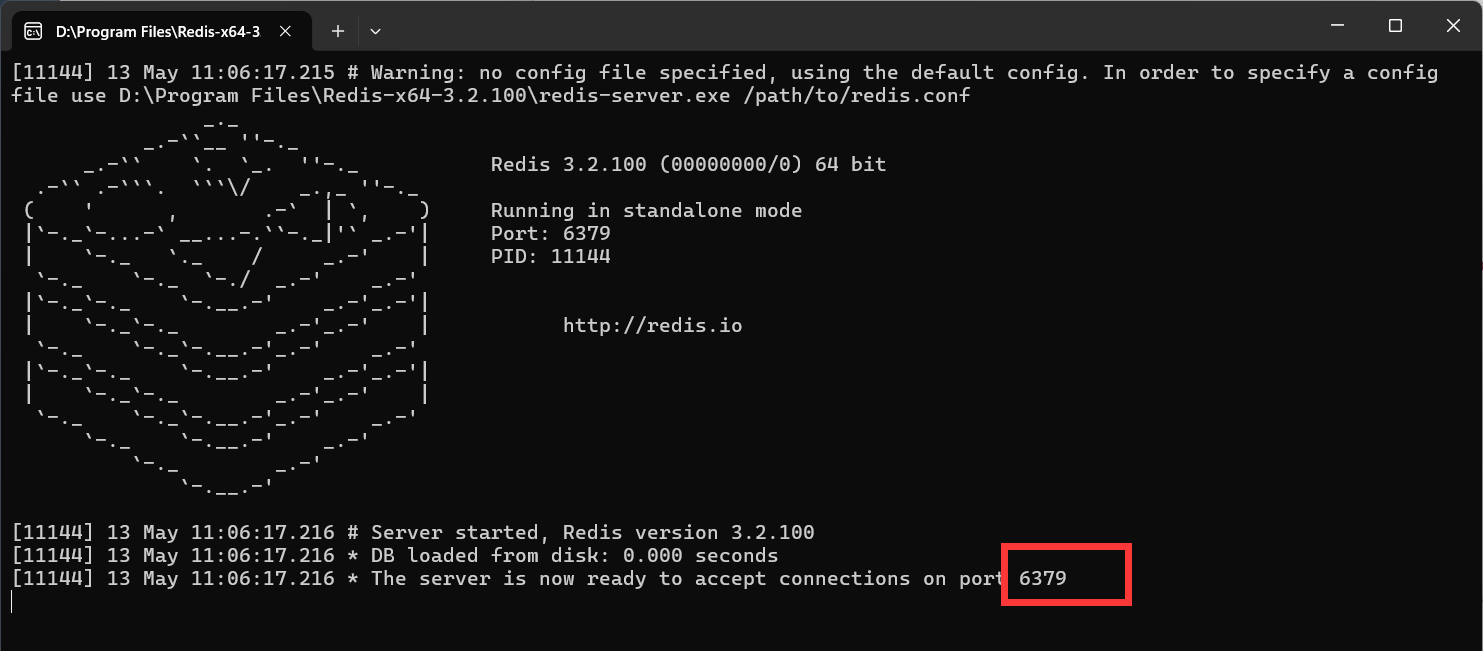 D:\Program Files\Redis-x64-3.
[11144] 13 May 11:06:17.215 # Warning: no config file specified, using the default config. In order to specify a config
file use D:\Program Files\Redis-x64-3.2.100\redis-server.exe /path/to/redis.conf
Redis 3.2.100 (00000000/0) 64 bit
Running in standalone mode
Port: 6379
PID: 11144
http://redis.io
[11144] 13 May 11:06:17.216 # Server started, Redis version 3.2.100
[11144] 13 May 11:06:17.216 * DB loaded from disk: 0.000 seconds
[11144] 13 May 11:06:17.216 * The server is now ready to accept connections on port 6379